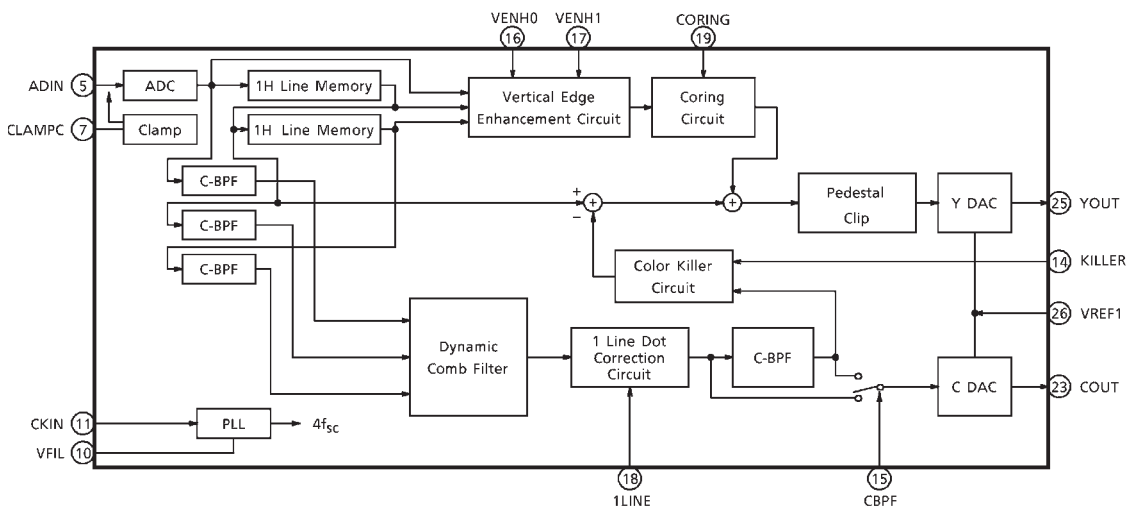 VENH0 VENH1 CORING
16 17 19
ADIN 5 ADC 1H Line Memory
Vertical Edge
Enhancement Circuit
Coring
Circuit
CLAMPC 7 Clamp 1H Line Memory
C-BPF
C-BPF
C-BPF
+
−
+
+
Pedestal
Clip
Y DAC
25 YOUT
Color Killer
Circuit
14 KILLER
26 VREF1
Dynamic
Comb Filter
1 Line Dot
Correction
Circuit
C-BPF
C DAC
23 COUT
CKIN 11 PLL 4fsc
VFIL 10
18
1LINE
15
CBPF